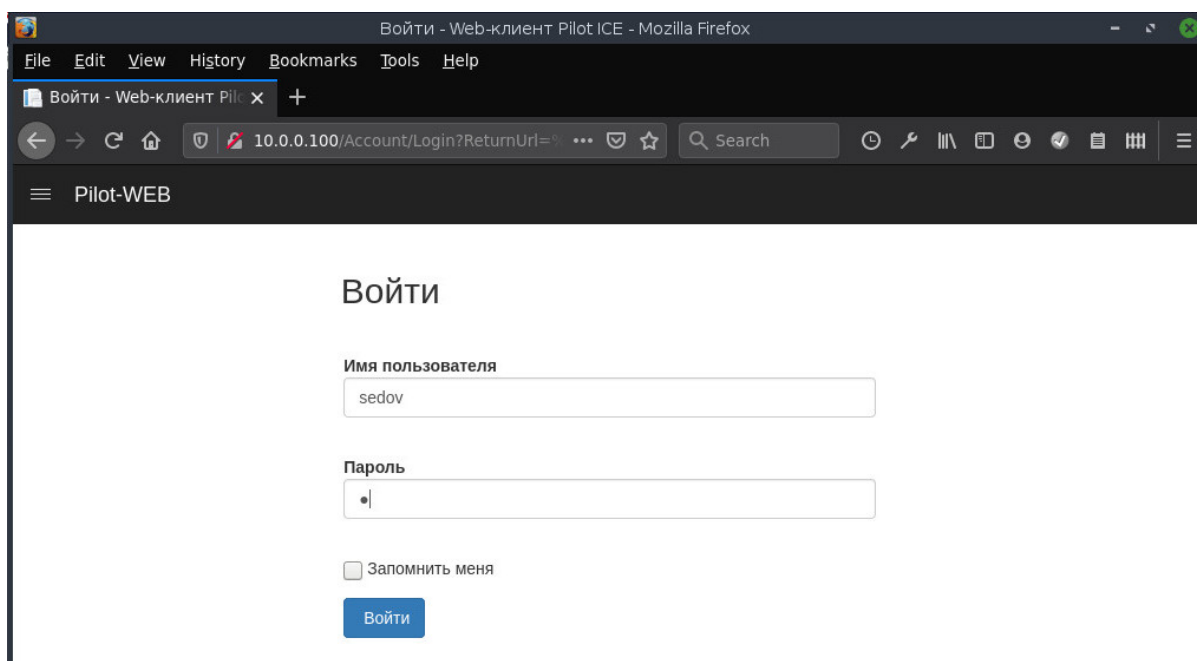 Войти - Web-клиент Pilot ICE - Mozilla Firefox
File Edit View History Bookmarks Tools Help
Войти - Web-клиент Pilo
10.0.0.100/Account/Login?ReturnUrl=% Search
Pilot-WEB
Войти
Имя пользователя
sedov
Пароль
Запомнить меня
Войти